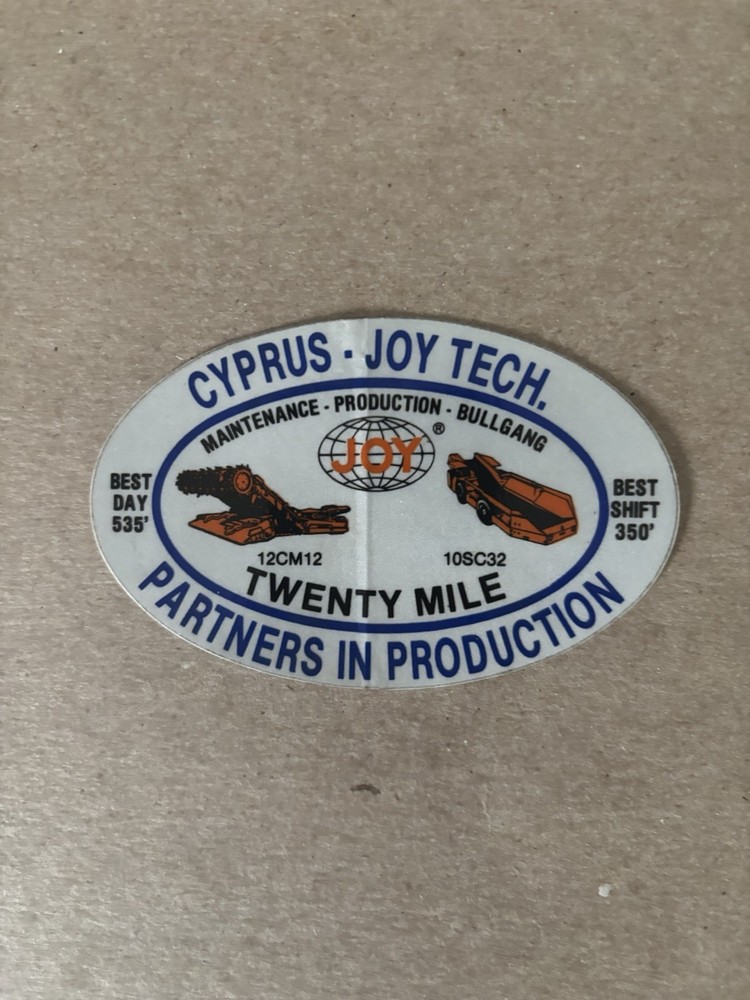 CYPRUS - JOY TECH.
MAINTENANCE - PRODUCTION - BULLGANG
JOY ®
BEST
DAY
535'
BEST
SHIFT
350'
12CM12
10SC32
TWENTY MILE
PARTNERS IN PRODUCTION